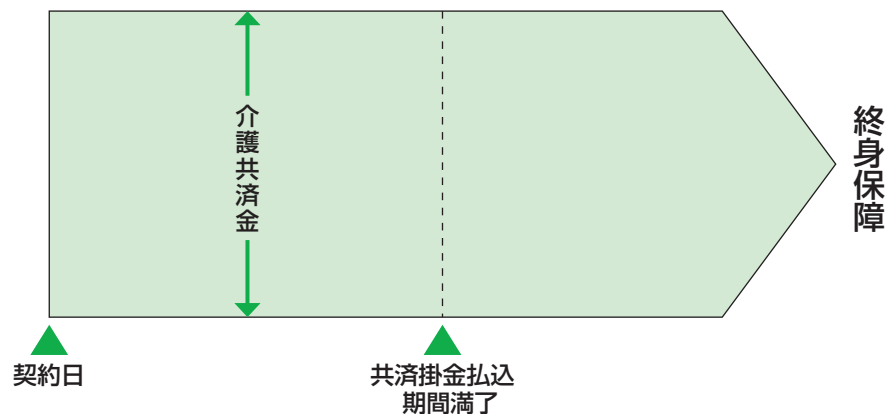 介護共済金
終身保障
契約日
共済掛金払込
期間満了